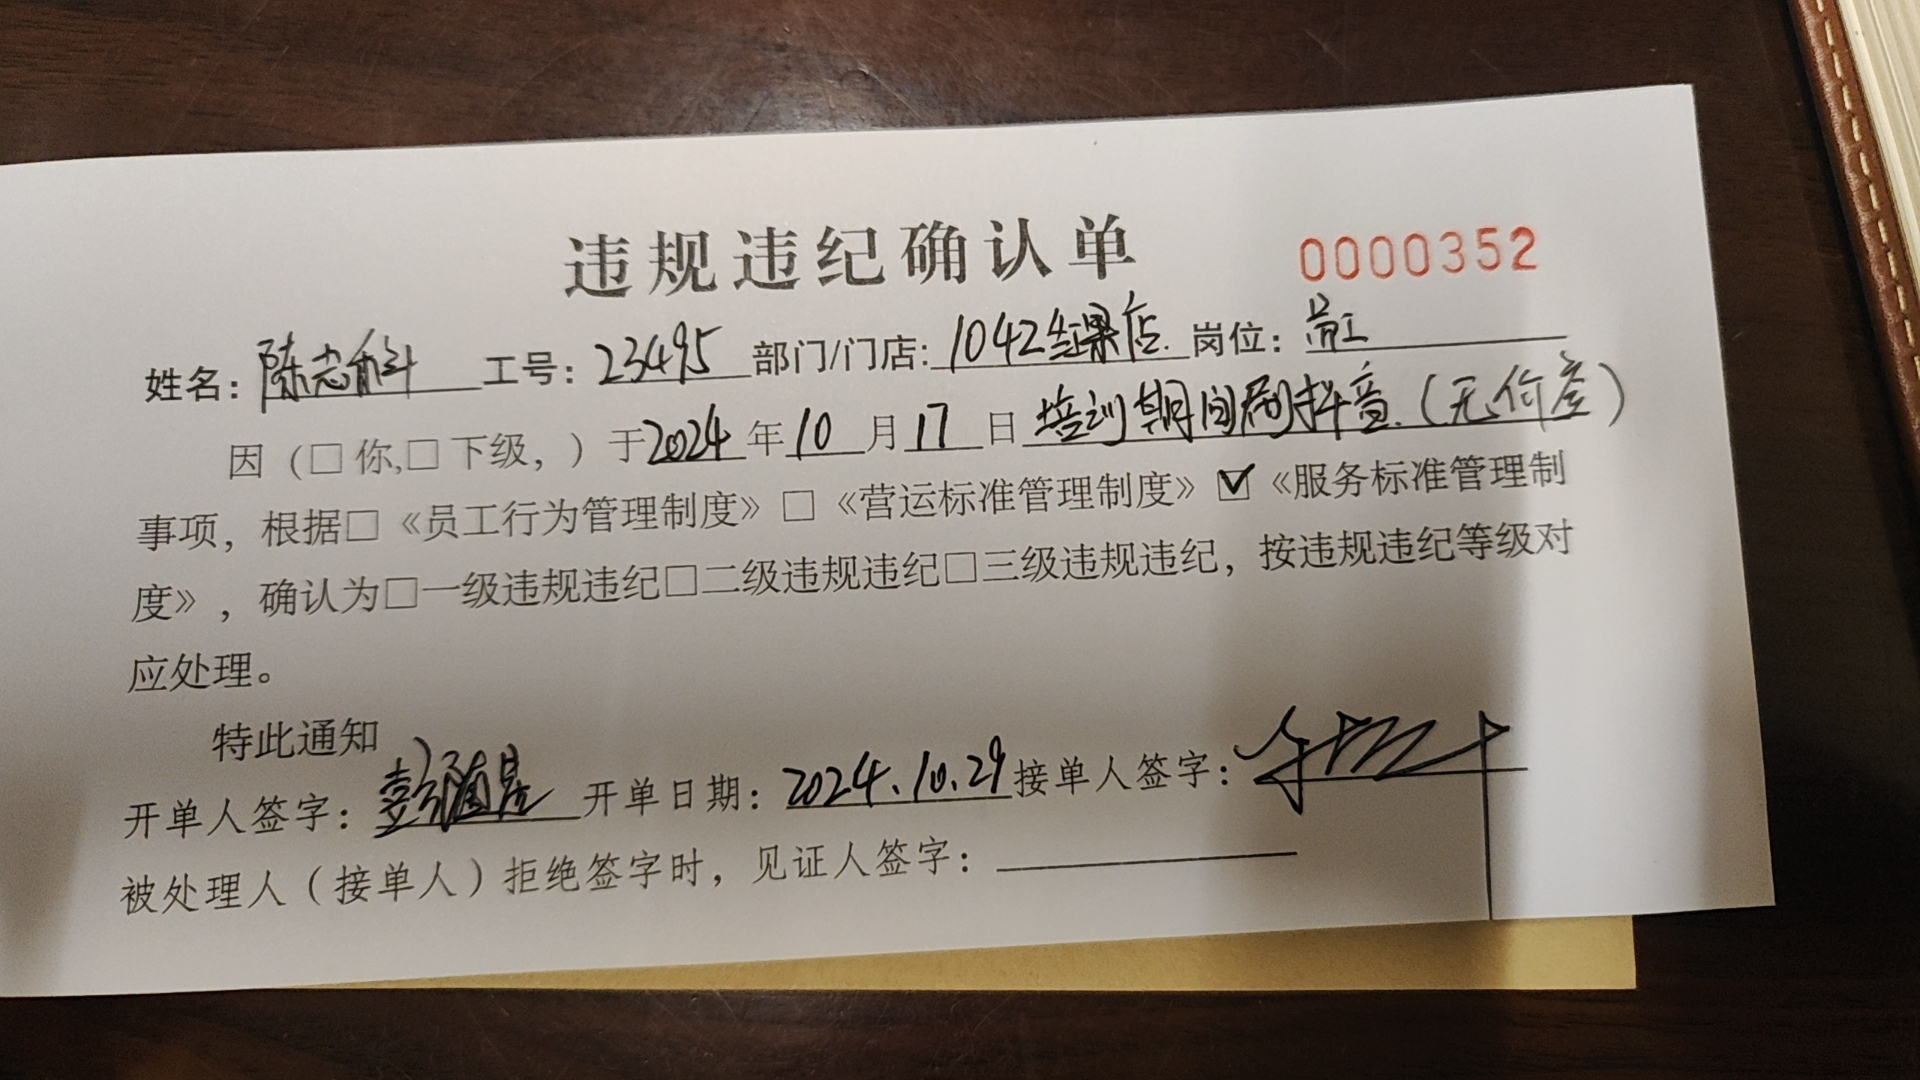 违规违纪确认单 0000352
姓名：陈志科 工号：23495 部门/门店：1042红果店 岗位：
因（□你,□下级，）于2024年10月17日培训期间刷抖音.（无价差）
事项，根据□《员工行为管理制度》□《营运标准管理制度》☑《服务标准管理制
度》，确认为□一级违规违纪□二级违规违纪□三级违规违纪，按违规违纪等级对
应处理。
特此通知
开单人签字： 开单日期：2024.10.29 接单人签字：
被处理人（接单人）拒绝签字时，见证人签字：